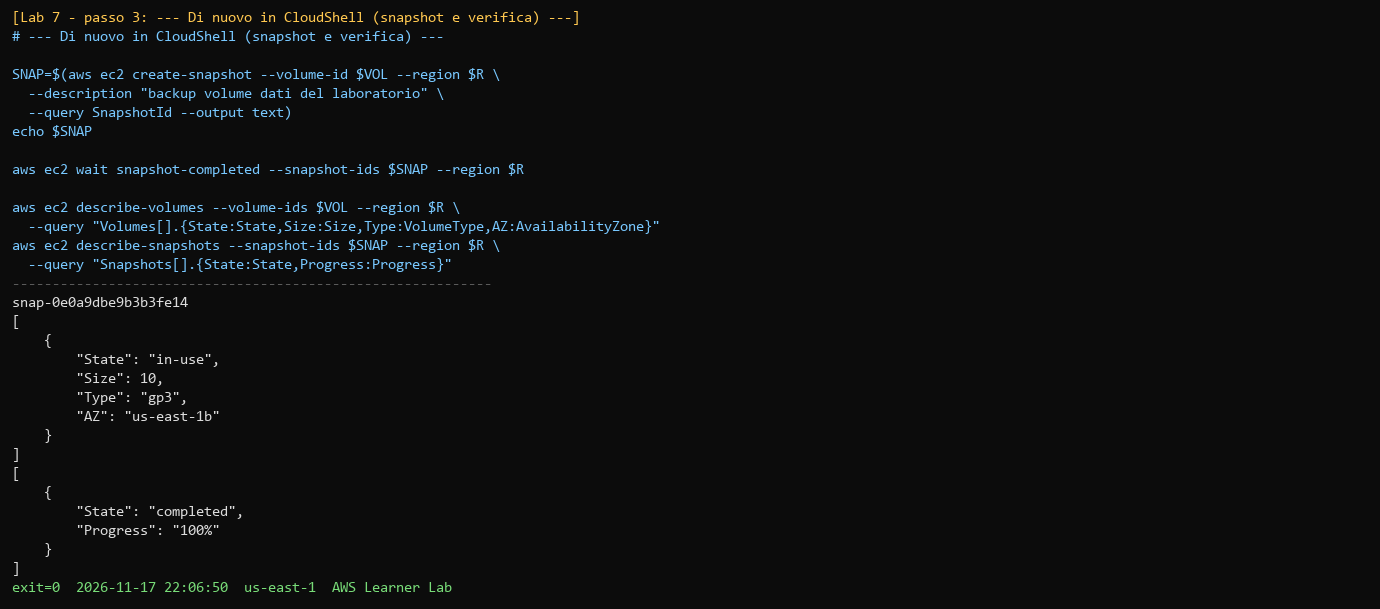 [Lab 7 - passo 3: --- Di nuovo in CloudShell (snapshot e verifica) ---]
# --- Di nuovo in CloudShell (snapshot e verifica) ---

SNAP=$(aws ec2 create-snapshot --volume-id $VOL --region $R \
  --description "backup volume dati del laboratorio" \
  --query SnapshotId --output text)
echo $SNAP

aws ec2 wait snapshot-completed --snapshot-ids $SNAP --region $R

aws ec2 describe-volumes --volume-ids $VOL --region $R \
  --query "Volumes[].{State:State,Size:Size,Type:VolumeType,AZ:AvailabilityZone}"
aws ec2 describe-snapshots --snapshot-ids $SNAP --region $R \
  --query "Snapshots[].{State:State,Progress:Progress}"
------------------------------------------------------------
snap-0e0a9dbe9b3b3fe14
[
    {
        "State": "in-use",
        "Size": 10,
        "Type": "gp3",
        "AZ": "us-east-1b"
    }
]
[
    {
        "State": "completed",
        "Progress": "100%"
    }
]
exit=0  2026-11-17 22:06:50  us-east-1  AWS Learner Lab